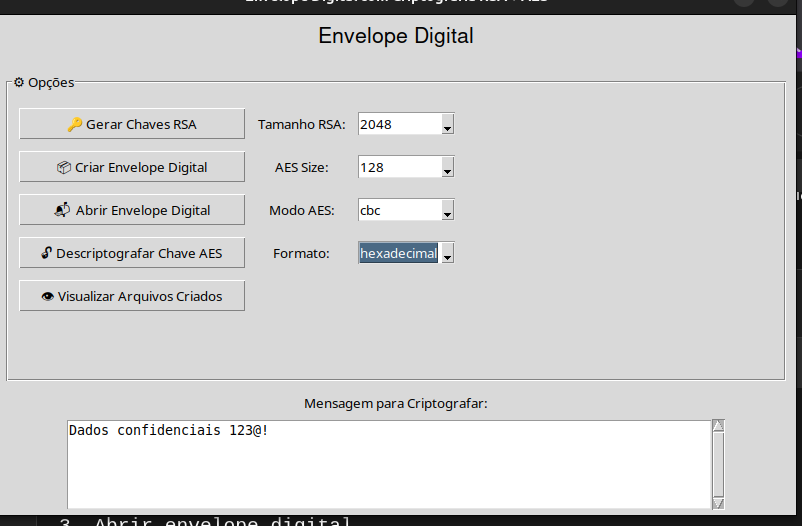 Envelope Digital
⚙ Opções
🔑 Gerar Chaves RSA Tamanho RSA: 2048
📦 Criar Envelope Digital AES Size: 128
📬 Abrir Envelope Digital Modo AES: cbc
🔓 Descriptografar Chave AES Formato: hexadecimal
👁 Visualizar Arquivos Criados
Mensagem para Criptografar:
Dados confidenciais 123@!
3. Abrir envelope digital